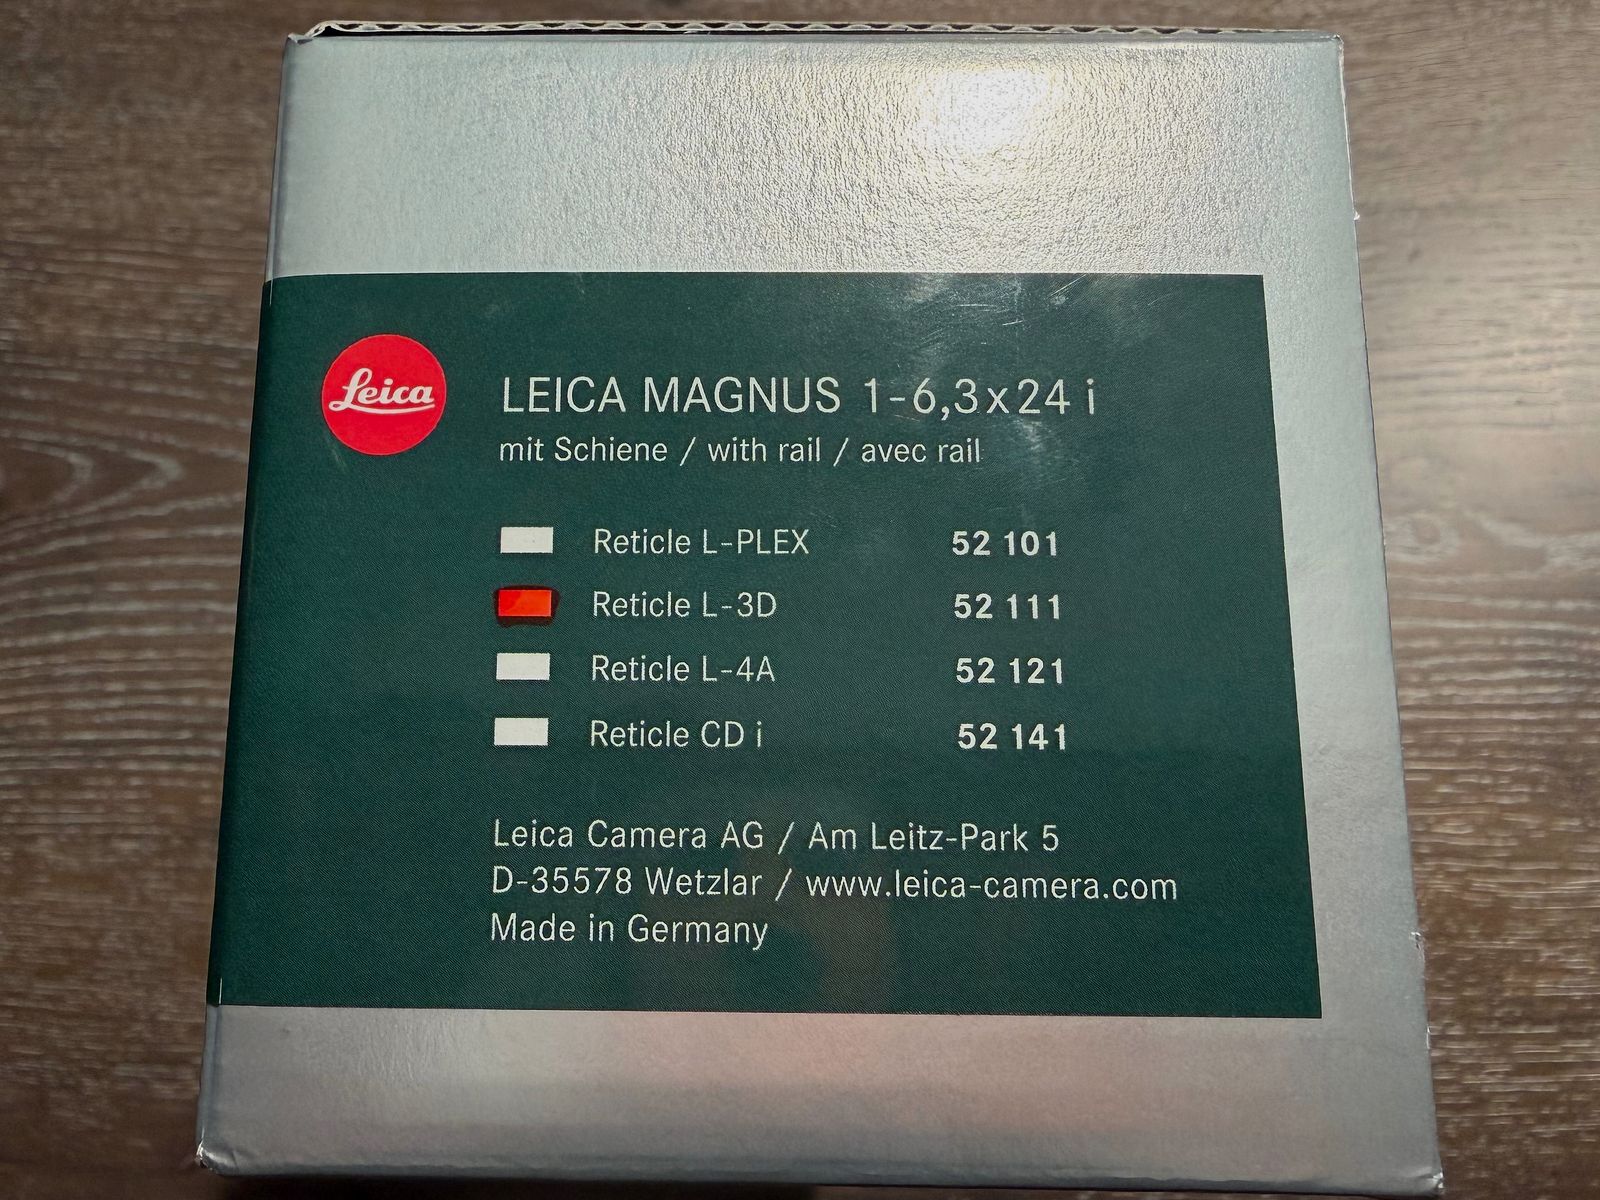 Leica
LEICA MAGNUS 1-6,3x24 i
mit Schiene / with rail / avec rail
Reticle L-PLEX 52 101
Reticle L-3D 52 111
Reticle L-4A 52 121
Reticle CD i 52 141
Leica Camera AG / Am Leitz-Park 5
D-35578 Wetzlar / www.leica-camera.com
Made in Germany